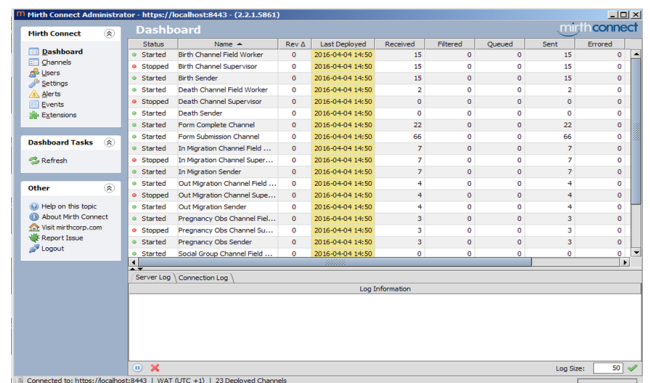 Mirth Connect Administrator - https://localhost:8443 - (2.2.1.5861)
Mirth Connect
Dashboard
Channels
Users
Settings
Alerts
Events
Extensions
Dashboard Tasks
Refresh
Other
Help on this topic
About Mirth Connect
Visit mirthcorp.com
Report Issue
Logout
Dashboard
mirth connect
Status Name Rev Δ Last Deployed Received Filtered Queued Sent Errored
Started Birth Channel Field Worker 0 2016-04-04 14:50 15 0 0 15 0
Stopped Birth Channel Supervisor 0 2016-04-04 14:50 15 0 0 15 0
Started Birth Sender 0 2016-04-04 14:50 15 0 0 15 0
Started Death Channel Field Worker 0 2016-04-04 14:50 2 0 0 2 0
Stopped Death Channel Supervisor 0 2016-04-04 14:50 0 0 0 0 0
Started Death Sender 0 2016-04-04 14:50 0 0 0 0 0
Started Form Complete Channel 0 2016-04-04 14:50 22 0 0 22 0
Started Form Submission Channel 0 2016-04-04 14:50 66 0 0 66 0
Started In Migration Channel Field ... 0 2016-04-04 14:50 7 0 0 7 0
Stopped In Migration Channel Super... 0 2016-04-04 14:50 7 0 0 7 0
Started In Migration Sender 0 2016-04-04 14:50 7 0 0 7 0
Started Out Migration Channel Field ... 0 2016-04-04 14:50 4 0 0 4 0
Stopped Out Migration Channel Supe... 0 2016-04-04 14:50 4 0 0 4 0
Started Out Migration Sender 0 2016-04-04 14:50 4 0 0 4 0
Started Pregnancy Obs Channel Fiel... 0 2016-04-04 14:50 3 0 0 3 0
Stopped Pregnancy Obs Channel Su... 0 2016-04-04 14:50 3 0 0 3 0
Started Pregnancy Obs Sender 0 2016-04-04 14:50 3 0 0 3 0
Started Social Group Channel Field ... 0 2016-04-04 14:50 0 0 0 0 0
Server Log Connection Log
Log Information
Log Size: 50
Connected to: https://localhost:8443 | WAT (UTC +1) | 23 Deployed Channels